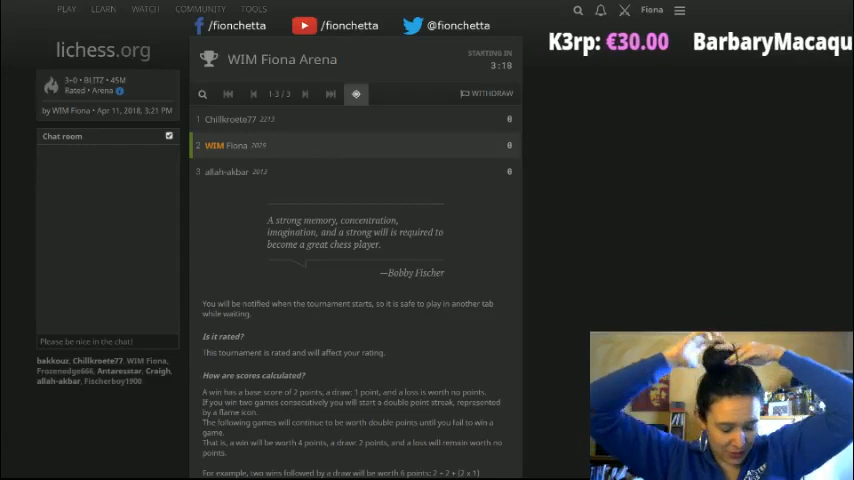 PLAY LEARN WATCH COMMUNITY TOOLS
Fiona
/fionchetta /fionchetta @fionchetta
lichess.org
WIM Fiona Arena
STARTING IN
3:18
K3rp: €30.00 BarbaryMacaqu
3+0 • BLITZ • 45M
Rated • Arena
by WIM Fiona • Apr 11, 2018, 3:21 PM
1-3 / 3
WITHDRAW
Chat room
1 Chillkroete77 2213 0
2 WIM Fiona 2025 0
3 allah-akbar 2013 0
A strong memory, concentration,
imagination, and a strong will is required to
become a great chess player.
—Bobby Fischer
You will be notified when the tournament starts, so it is safe to play in another tab
while waiting.
Is it rated?
This tournament is rated and will affect your rating.
How are scores calculated?
A win has a base score of 2 points, a draw: 1 point, and a loss is worth no points.
If you win two games consecutively you will start a double point streak, represented
by a flame icon.
The following games will continue to be worth double points until you fail to win a
game.
That is, a win will be worth 4 points, a draw: 2 points, and a loss will remain worth no
points.
For example, two wins followed by a draw will be worth 6 points: 2 + 2 + (2 x 1)
Please be nice in the chat!
bakkouz, Chillkroete77, WIM Fiona,
Frozenedge666, Antaresstar, Craigh,
allah-akbar, Fischerboy1900